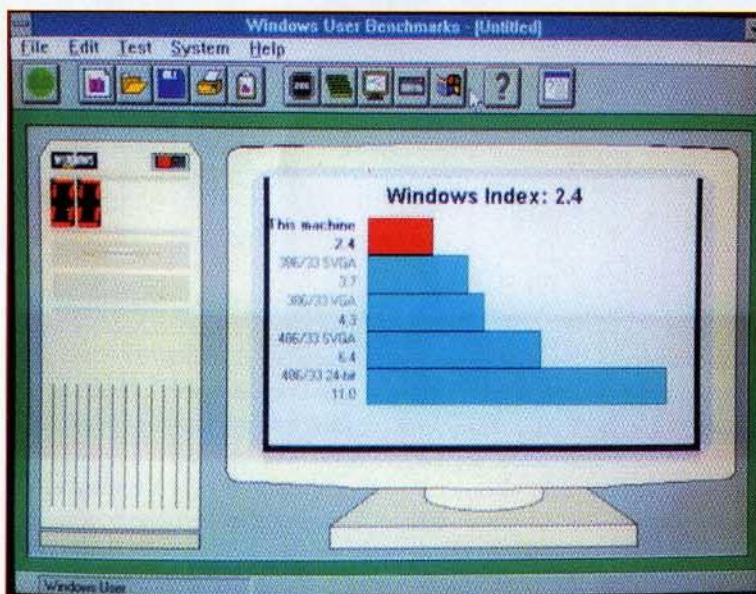 Windows User Benchmarks - [Untitled]
File Edit Test System Help
WINDOWS
Windows Index: 2.4
This machine
2.4
386/33 SVGA
3.7
386/33 VGA
4.3
486/33 SVGA
6.4
486/33 24-bit
11.0
Windows User